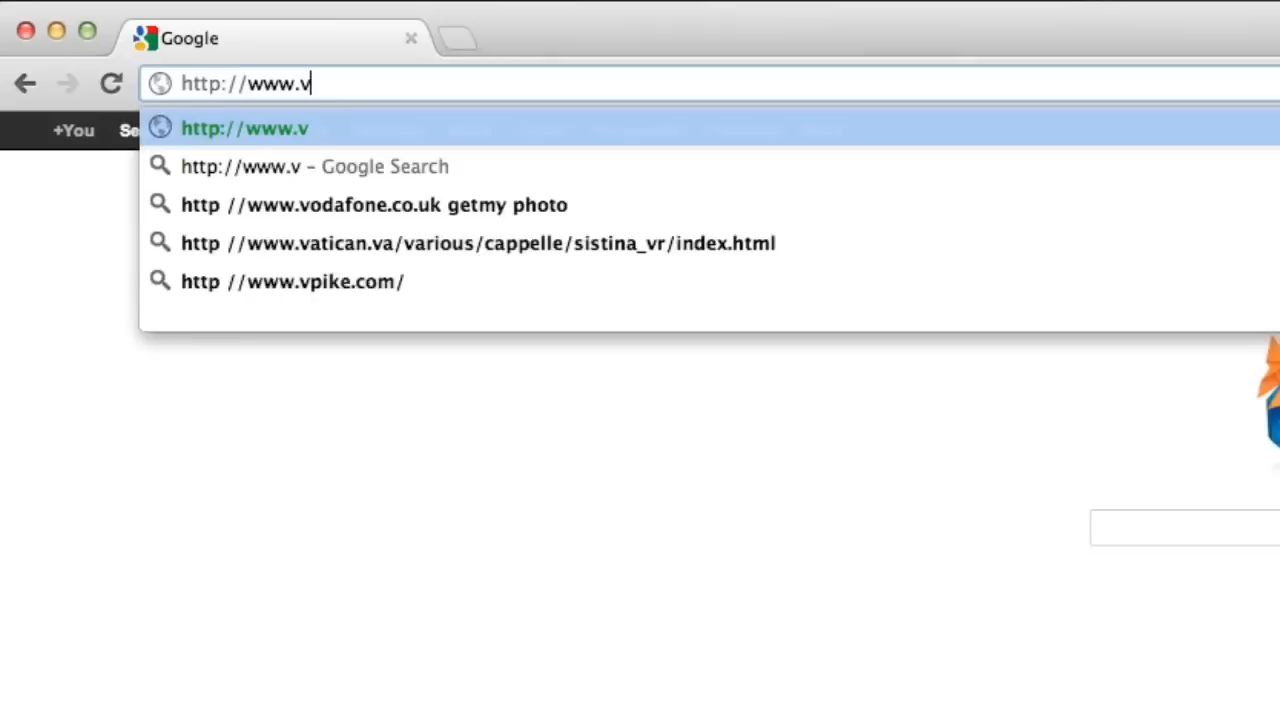 Google
http://www.v
+You Se
http://www.v
http://www.v - Google Search
http //www.vodafone.co.uk getmy photo
http //www.vatican.va/various/cappelle/sistina_vr/index.html
http //www.vpike.com/